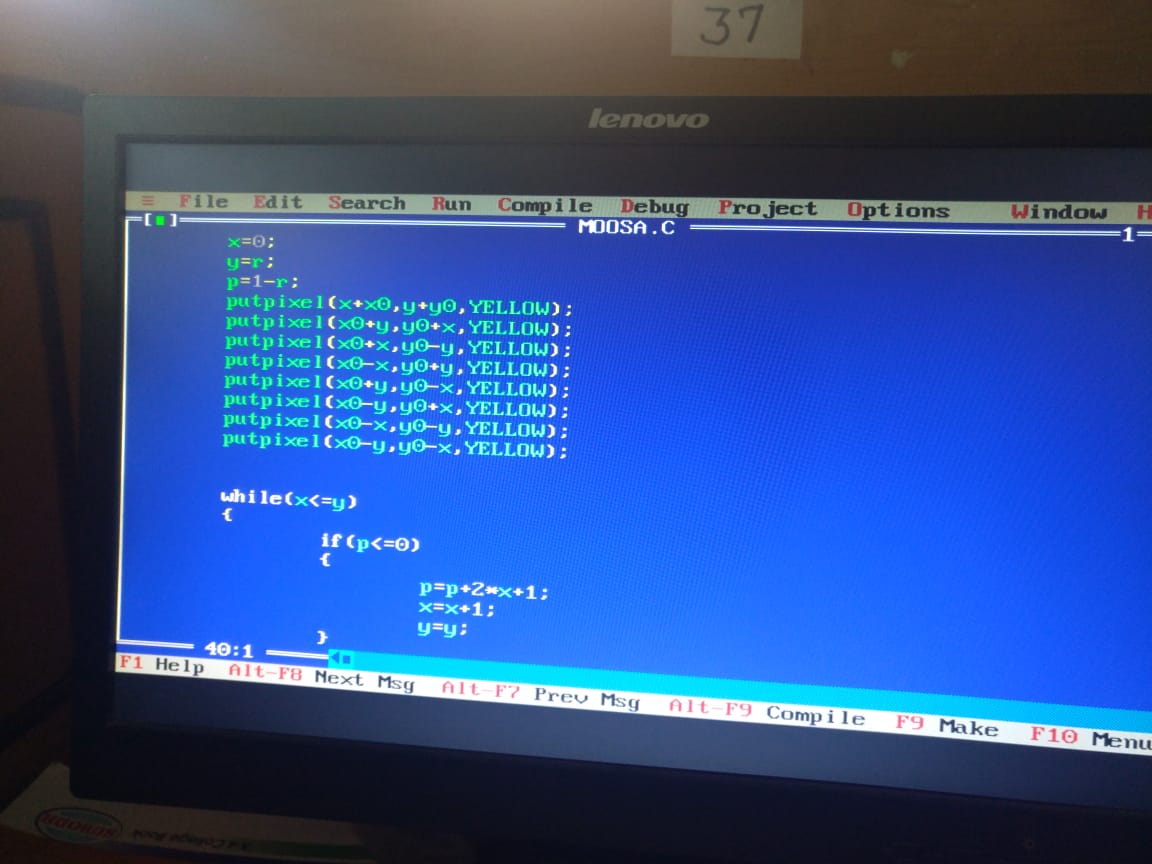 37
lenovo
≡ File Edit Search Run Compile Debug Project Options Window H
[■] MOOSA.C 1
x=0;
y=r;
p=1-r;
putpixel(x+x0,y+y0,YELLOW);
putpixel(x0+y,y0+x,YELLOW);
putpixel(x0+x,y0-y,YELLOW);
putpixel(x0-x,y0+y,YELLOW);
putpixel(x0+y,y0-x,YELLOW);
putpixel(x0-y,y0+x,YELLOW);
putpixel(x0-x,y0-y,YELLOW);
putpixel(x0-y,y0-x,YELLOW);
while(x<=y)
{
if(p<=0)
{
p=p+2*x+1;
x=x+1;
y=y;
}
40:1
F1 Help Alt-F8 Next Msg Alt-F7 Prev Msg Alt-F9 Compile F9 Make F10 Menu